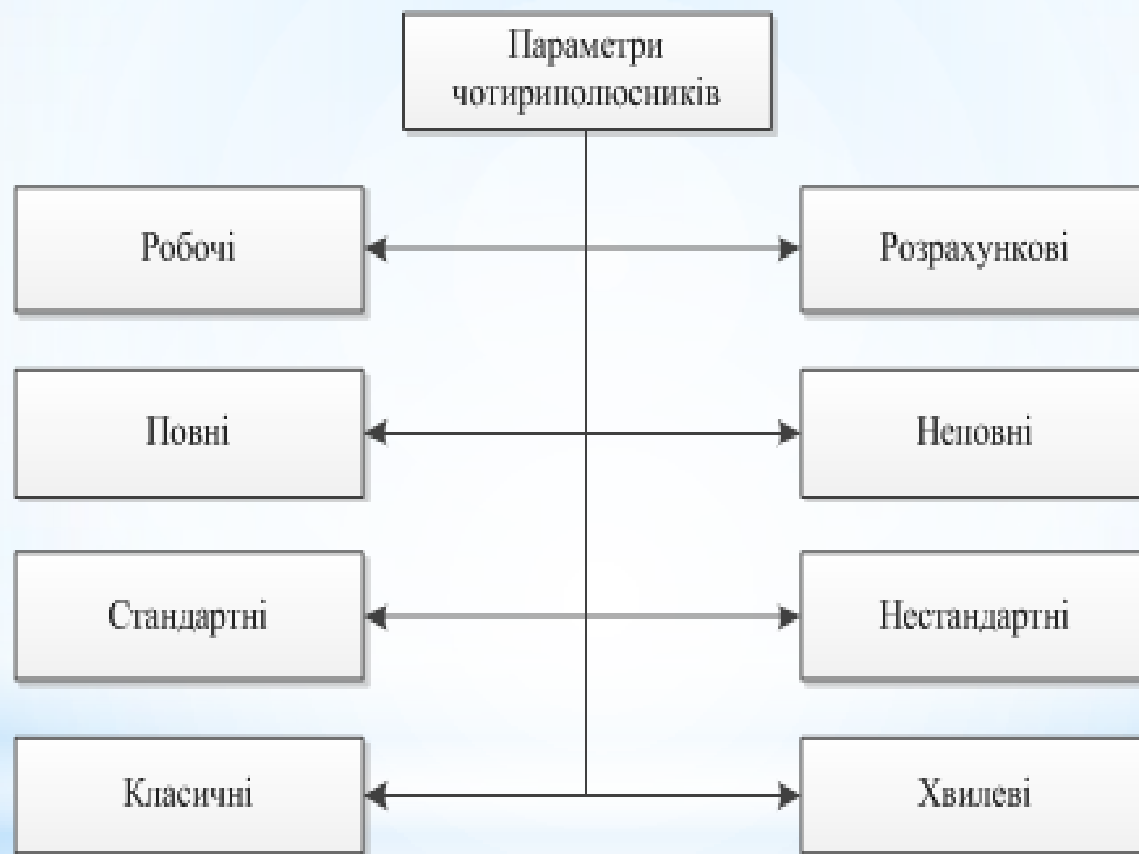 Параметри
чотириполюсників
Робочі
Розрахункові
Повні
Неповні
Стандартні
Нестандартні
Класичні
Хвилеві